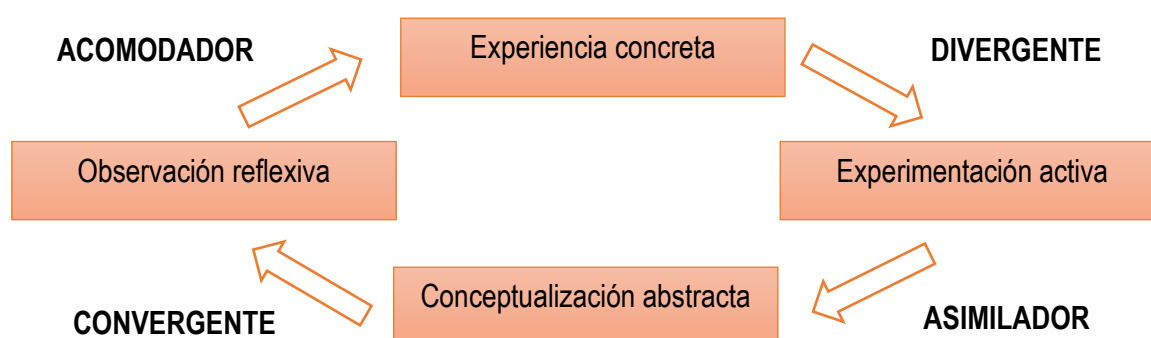 ACOMODADOR
Experiencia concreta
DIVERGENTE
Observación reflexiva
Experimentación activa
CONVERGENTE
Conceptualización abstracta
ASIMILADOR